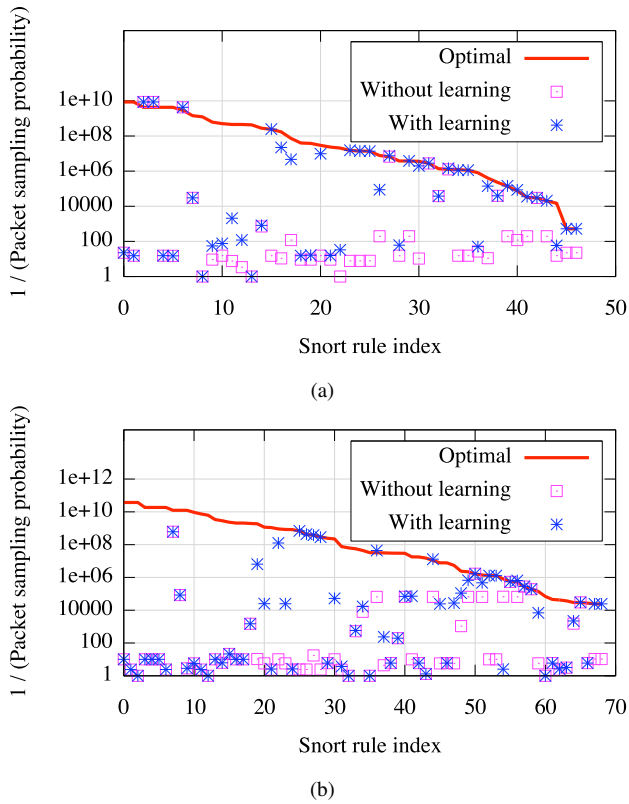 1 / (Packet sampling probability)
Optimal
Without learning
With learning
1e+10
1e+08
1e+06
10000
100
1
0 10 20 30 40 50
Snort rule index
(a)
1 / (Packet sampling probability)
Optimal
Without learning
With learning
1e+12
1e+10
1e+08
1e+06
10000
100
1
0 10 20 30 40 50 60 70
Snort rule index
(b)